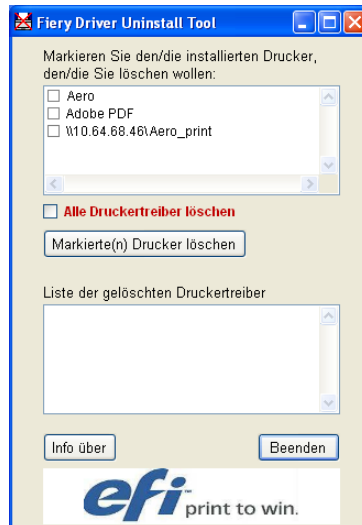 Fiery Driver Uninstall Tool
Markieren Sie den/die installierten Drucker,
den/die Sie löschen wollen:
Aero
Adobe PDF
\\10.64.68.46\Aero_print
Alle Druckertreiber löschen
Markierte(n) Drucker löschen
Liste der gelöschten Druckertreiber
Info über
Beenden
efi™ print to win.